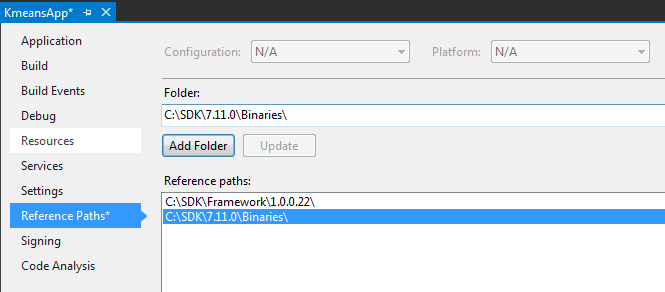 KmeansApp*
Application
Build
Build Events
Debug
Resources
Services
Settings
Reference Paths*
Signing
Code Analysis
Configuration: N/A Platform: N/A
Folder:
C:\SDK\7.11.0\Binaries\
Add Folder Update
Reference paths:
C:\SDK\Framework\1.0.0.22\
C:\SDK\7.11.0\Binaries\